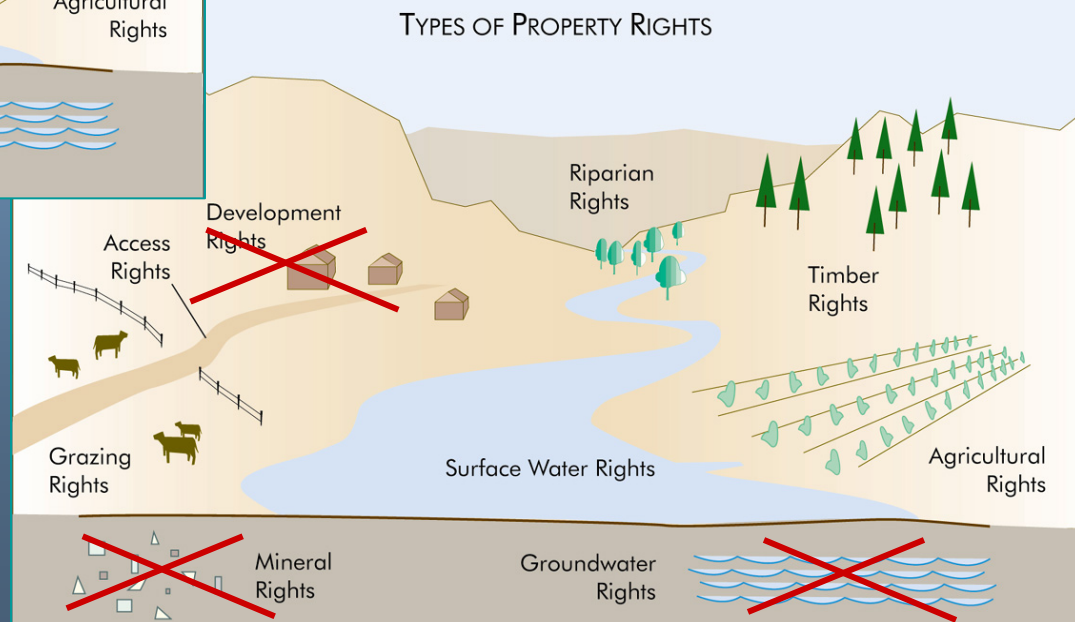 Agricultural
Rights
TYPES OF PROPERTY RIGHTS
Riparian
Rights
Development
Rights
Access
Rights
Timber
Rights
Grazing
Rights
Surface Water Rights
Agricultural
Rights
Mineral
Rights
Groundwater
Rights